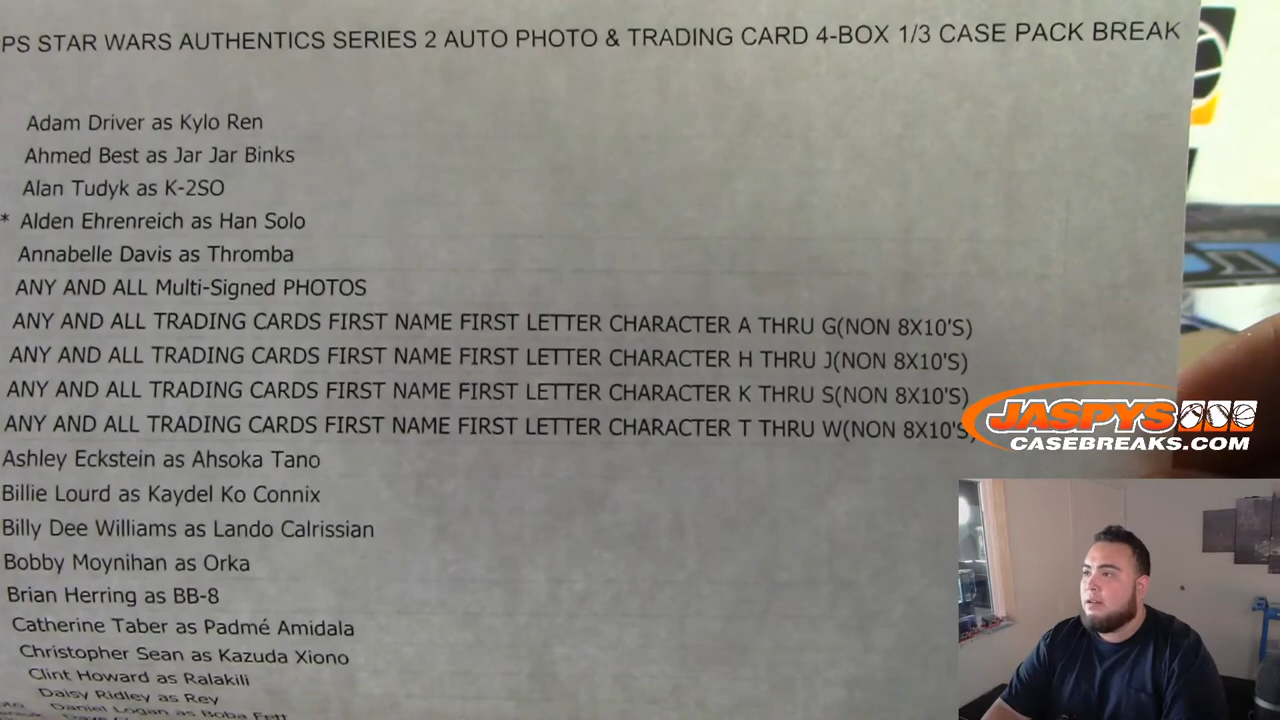 PS STAR WARS AUTHENTICS SERIES 2 AUTO PHOTO & TRADING CARD 4-BOX 1/3 CASE PACK BREAK
Adam Driver as Kylo Ren
Ahmed Best as Jar Jar Binks
Alan Tudyk as K-2SO
* Alden Ehrenreich as Han Solo
Annabelle Davis as Thromba
ANY AND ALL Multi-Signed PHOTOS
ANY AND ALL TRADING CARDS FIRST NAME FIRST LETTER CHARACTER A THRU G(NON 8X10'S)
ANY AND ALL TRADING CARDS FIRST NAME FIRST LETTER CHARACTER H THRU J(NON 8X10'S)
ANY AND ALL TRADING CARDS FIRST NAME FIRST LETTER CHARACTER K THRU S(NON 8X10'S)
ANY AND ALL TRADING CARDS FIRST NAME FIRST LETTER CHARACTER T THRU W(NON 8X10'S)
JASPYS
CASEBREAKS.COM
Ashley Eckstein as Ahsoka Tano
Billie Lourd as Kaydel Ko Connix
Billy Dee Williams as Lando Calrissian
Bobby Moynihan as Orka
Brian Herring as BB-8
Catherine Taber as Padmé Amidala
Christopher Sean as Kazuda Xiono
Clint Howard as Ralakili
Daisy Ridley as Rey
Daniel Logan as Boba Fett